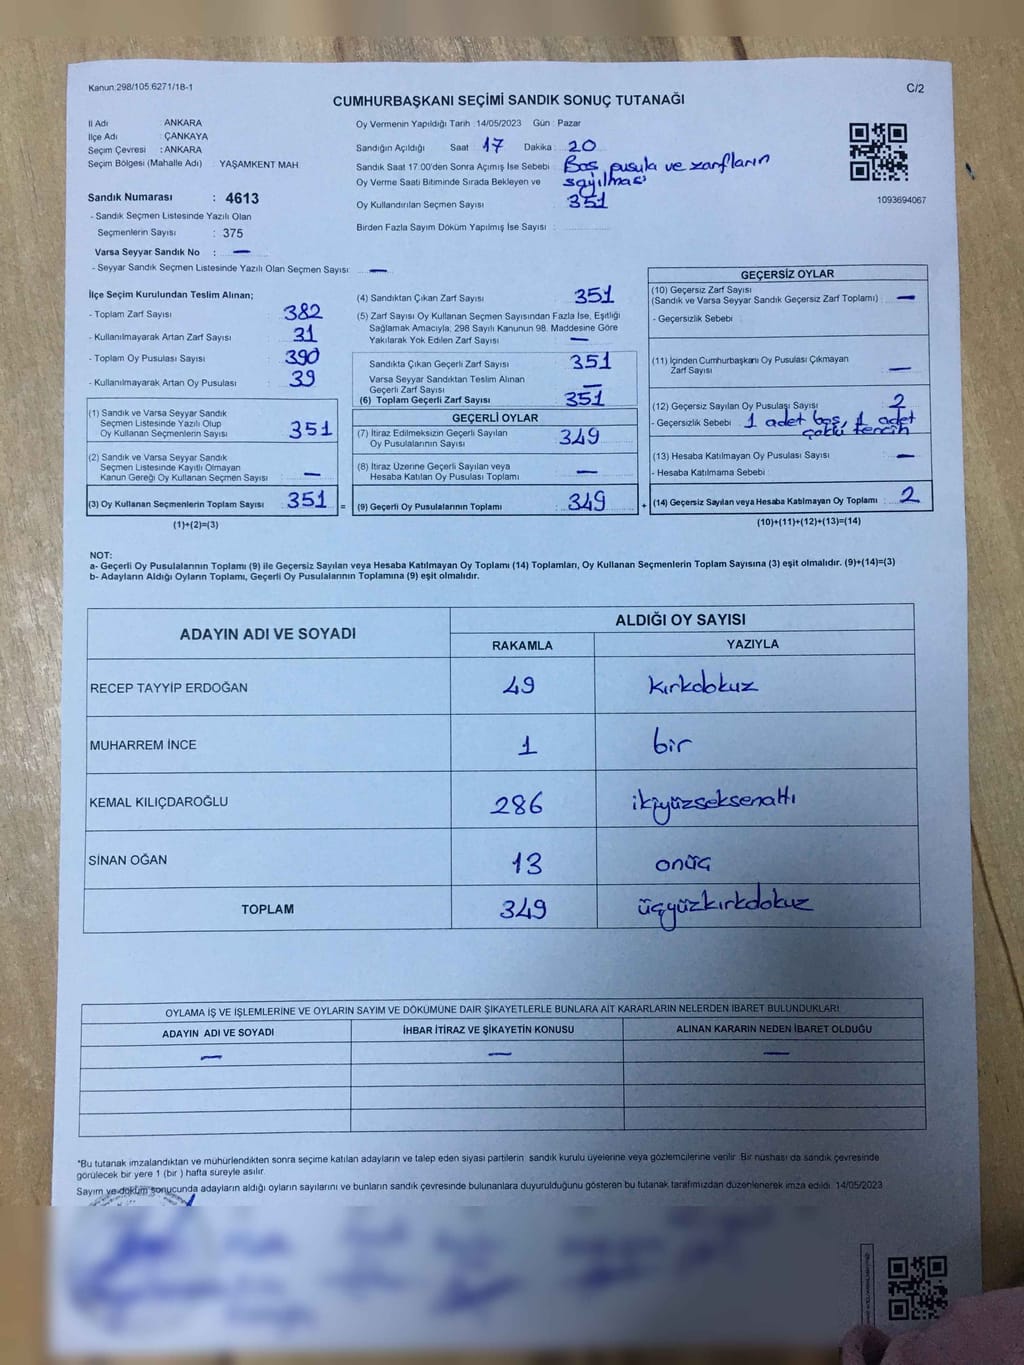 Kanun:298/105.6271/18-1
C/2
CUMHURBAŞKANI SEÇİMİ SANDIK SONUÇ TUTANAĞI
İl Adı : ANKARA
İlçe Adı : ÇANKAYA
Seçim Çevresi : ANKARA
Seçim Bölgesi (Mahalle Adı) : YAŞAMKENT MAH
Sandık Numarası : 4613
- Sandık Seçmen Listesinde Yazılı Olan
Seçmenlerin Sayısı : 375
Varsa Seyyar Sandık No : —
- Seyyar Sandık Seçmen Listesinde Yazılı Olan Seçmen Sayısı: —
Oy Vermenin Yapıldığı Tarih :14/05/2023 Gün : Pazar
Sandığın Açıldığı Saat 17 Dakika : 20
Sandık Saat 17:00'den Sonra Açımış İse Sebebi : Boş pusula ve zarfların
Oy Verme Saati Bitiminde Sırada Bekleyen ve sayılması
Oy Kullandırılan Seçmen Sayısı : 351
Birden Fazla Sayım Döküm Yapılmış İse Sayısı :
1093694067
İlçe Seçim Kurulundan Teslim Alınan;
- Toplam Zarf Sayısı : 382
- Kullanılmayarak Artan Zarf Sayısı : 31
- Toplam Oy Pusulası Sayısı : 390
- Kullanılmayarak Artan Oy Pusulası : 39
(1) Sandık ve Varsa Seyyar Sandık
Seçmen Listesinde Yazılı Olup
Oy Kullanan Seçmenlerin Sayısı : 351
(2) Sandık ve Varsa Seyyar Sandık
Seçmen Listesinde Kayıtlı Olmayan
Kanun Gereği Oy Kullanan Seçmen Sayısı : —
(3) Oy Kullanan Seçmenlerin Toplam Sayısı : 351 =
(1)+(2)=(3)
(4) Sandıktan Çıkan Zarf Sayısı : 351
(5) Zarf Sayısı Oy Kullanan Seçmen Sayısından Fazla İse, Eşitliği
Sağlamak Amacıyla; 298 Sayılı Kanunun 98. Maddesine Göre
Yakılarak Yok Edilen Zarf Sayısı : —
Sandıkta Çıkan Geçerli Zarf Sayısı : 351
Varsa Seyyar Sandıktan Teslim Alınan
Geçerli Zarf Sayısı : —
(6) Toplam Geçerli Zarf Sayısı : 351
GEÇERLİ OYLAR
(7) İtiraz Edilmeksizin Geçerli Sayılan
Oy Pusulasının Sayısı : 349
(8) İtiraz Üzerine Geçerli Sayılan veya
Hesaba Katılan Oy Pusulası Toplamı : —
(9) Geçerli Oy Pusulalarının Toplamı : 349 +
GEÇERSİZ OYLAR
(10) Geçersiz Zarf Sayısı
(Sandık ve Varsa Seyyar Sandık Geçersiz Zarf Toplamı) : —
- Geçersizlik Sebebi :
(11) İçinden Cumhurbaşkanı Oy Pusulası Çıkmayan
Zarf Sayısı : —
(12) Geçersiz Sayılan Oy Pusulaşı Sayısı : 2
- Geçersizlik Sebebi : 1 adet boş, 1 adet
çoklu tercih
(13) Hesaba Katılmayan Oy Pusulası Sayısı : —
- Hesaba Katılmama Sebebi :
(14) Geçersiz Sayılan veya Hesaba Katılmayan Oy Toplamı : 2
(10)+(11)+(12)+(13)=(14)
NOT:
a- Geçerli Oy Pusulalarının Toplamı (9) ile Geçersiz Sayılan veya Hesaba Katılmayan Oy Toplamı (14) Toplamları, Oy Kullanan Seçmenlerin Toplam Sayısına (3) eşit olmalıdır. (9)+(14)=(3)
b- Adayların Aldığı Oyların Toplamı, Geçerli Oy Pusulalarının Toplamına (9) eşit olmalıdır.
ADAYIN ADI VE SOYADI
ALDIĞI OY SAYISI
RAKAMLA YAZIYLA
RECEP TAYYİP ERDOĞAN 49 kırkdokuz
MUHARREM İNCE 1 bir
KEMAL KILIÇDAROĞLU 286 ikiyüzseksenaltı
SİNAN OĞAN 13 onüç
TOPLAM 349 üçyüzkırkdokuz
OYLAMA İŞ VE İŞLEMLERİNE VE OYLARIN SAYIM VE DÖKÜMÜNE DAİR ŞİKAYETLERLE BUNLARA AİT KARARLARIN NELERDEN İBARET BULUNDUKLARI
ADAYIN ADI VE SOYADI İHBAR İTİRAZ VE ŞİKAYETİN KONUSU ALINAN KARARIN NEDEN İBARET OLDUĞU
— — —
*Bu tutanak imzalandıktan ve mühürlendikten sonra seçime katılan adayların ve talep eden siyasi partilerin sandık kurulu üyelerine veya gözlemcilerine verilir. Bir nüshası da sandık çevresinde
görülecek bir yere 1 (bir ) hafta süreyle asılır.
Sayım ve döküm sonucunda adayların aldığı oyların sayılarını ve bunların sandık çevresinde bulunanlara duyurulduğunu gösteren bu tutanak tarafımızdan düzenlenerek imza edildi. 14/05/2023